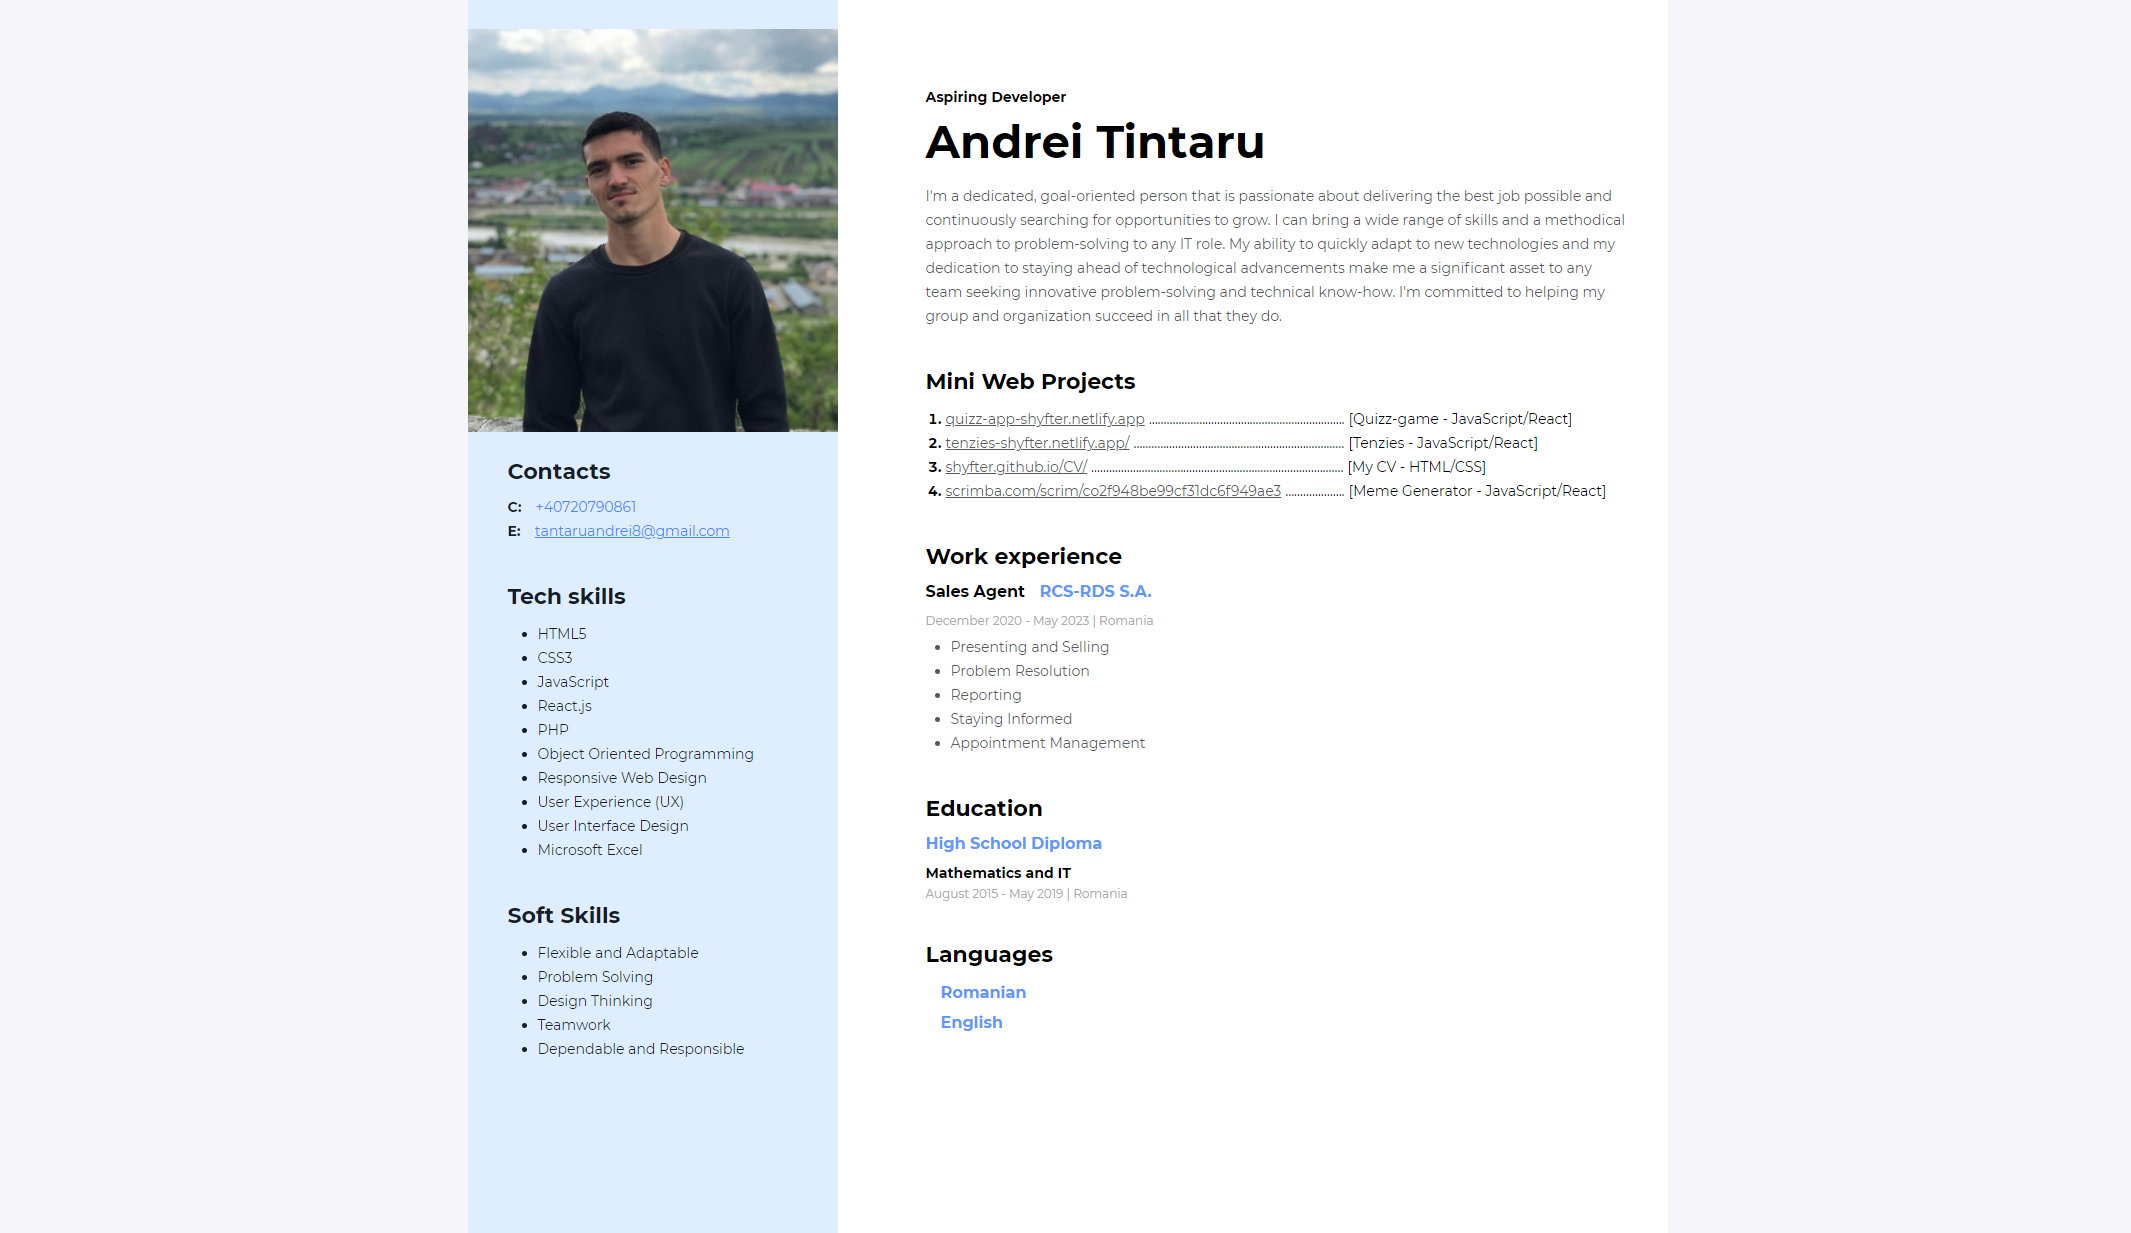 Contacts
C: +40720790861
E: tantaruandrei8@gmail.com
Tech skills
HTML5
CSS3
JavaScript
React.js
PHP
Object Oriented Programming
Responsive Web Design
User Experience (UX)
User Interface Design
Microsoft Excel
Soft Skills
Flexible and Adaptable
Problem Solving
Design Thinking
Teamwork
Dependable and Responsible
Aspiring Developer
Andrei Tintaru
I'm a dedicated, goal-oriented person that is passionate about delivering the best job possible and
continuously searching for opportunities to grow. I can bring a wide range of skills and a methodical
approach to problem-solving to any IT role. My ability to quickly adapt to new technologies and my
dedication to staying ahead of technological advancements make me a significant asset to any
team seeking innovative problem-solving and technical know-how. I'm committed to helping my
group and organization succeed in all that they do.
Mini Web Projects
1. quizz-app-shyfter.netlify.app .................................................................. [Quizz-game - JavaScript/React]
2. tenzies-shyfter.netlify.app/ ....................................................................... [Tenzies - JavaScript/React]
3. shyfter.github.io/CV/ ..................................................................................... [My CV - HTML/CSS]
4. scrimba.com/scrim/co2f948be99cf31dc6f949ae3 .................... [Meme Generator - JavaScript/React]
Work experience
Sales Agent RCS-RDS S.A.
December 2020 - May 2023 | Romania
Presenting and Selling
Problem Resolution
Reporting
Staying Informed
Appointment Management
Education
High School Diploma
Mathematics and IT
August 2015 - May 2019 | Romania
Languages
Romanian
English